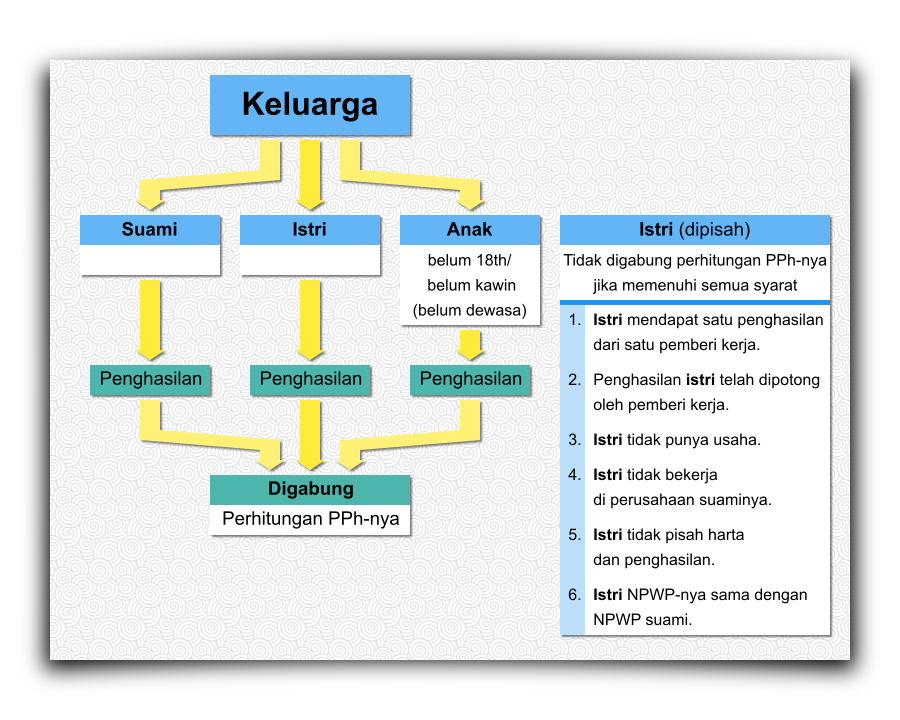 Keluarga
Suami
Istri
Anak
belum 18th/
belum kawin
(belum dewasa)
Penghasilan
Penghasilan
Penghasilan
Digabung
Perhitungan PPh-nya
Istri (dipisah)
Tidak digabung perhitungan PPh-nya
jika memenuhi semua syarat
1. Istri mendapat satu penghasilan
dari satu pemberi kerja.
2. Penghasilan istri telah dipotong
oleh pemberi kerja.
3. Istri tidak punya usaha.
4. Istri tidak bekerja
di perusahaan suaminya.
5. Istri tidak pisah harta
dan penghasilan.
6. Istri NPWP-nya sama dengan
NPWP suami.